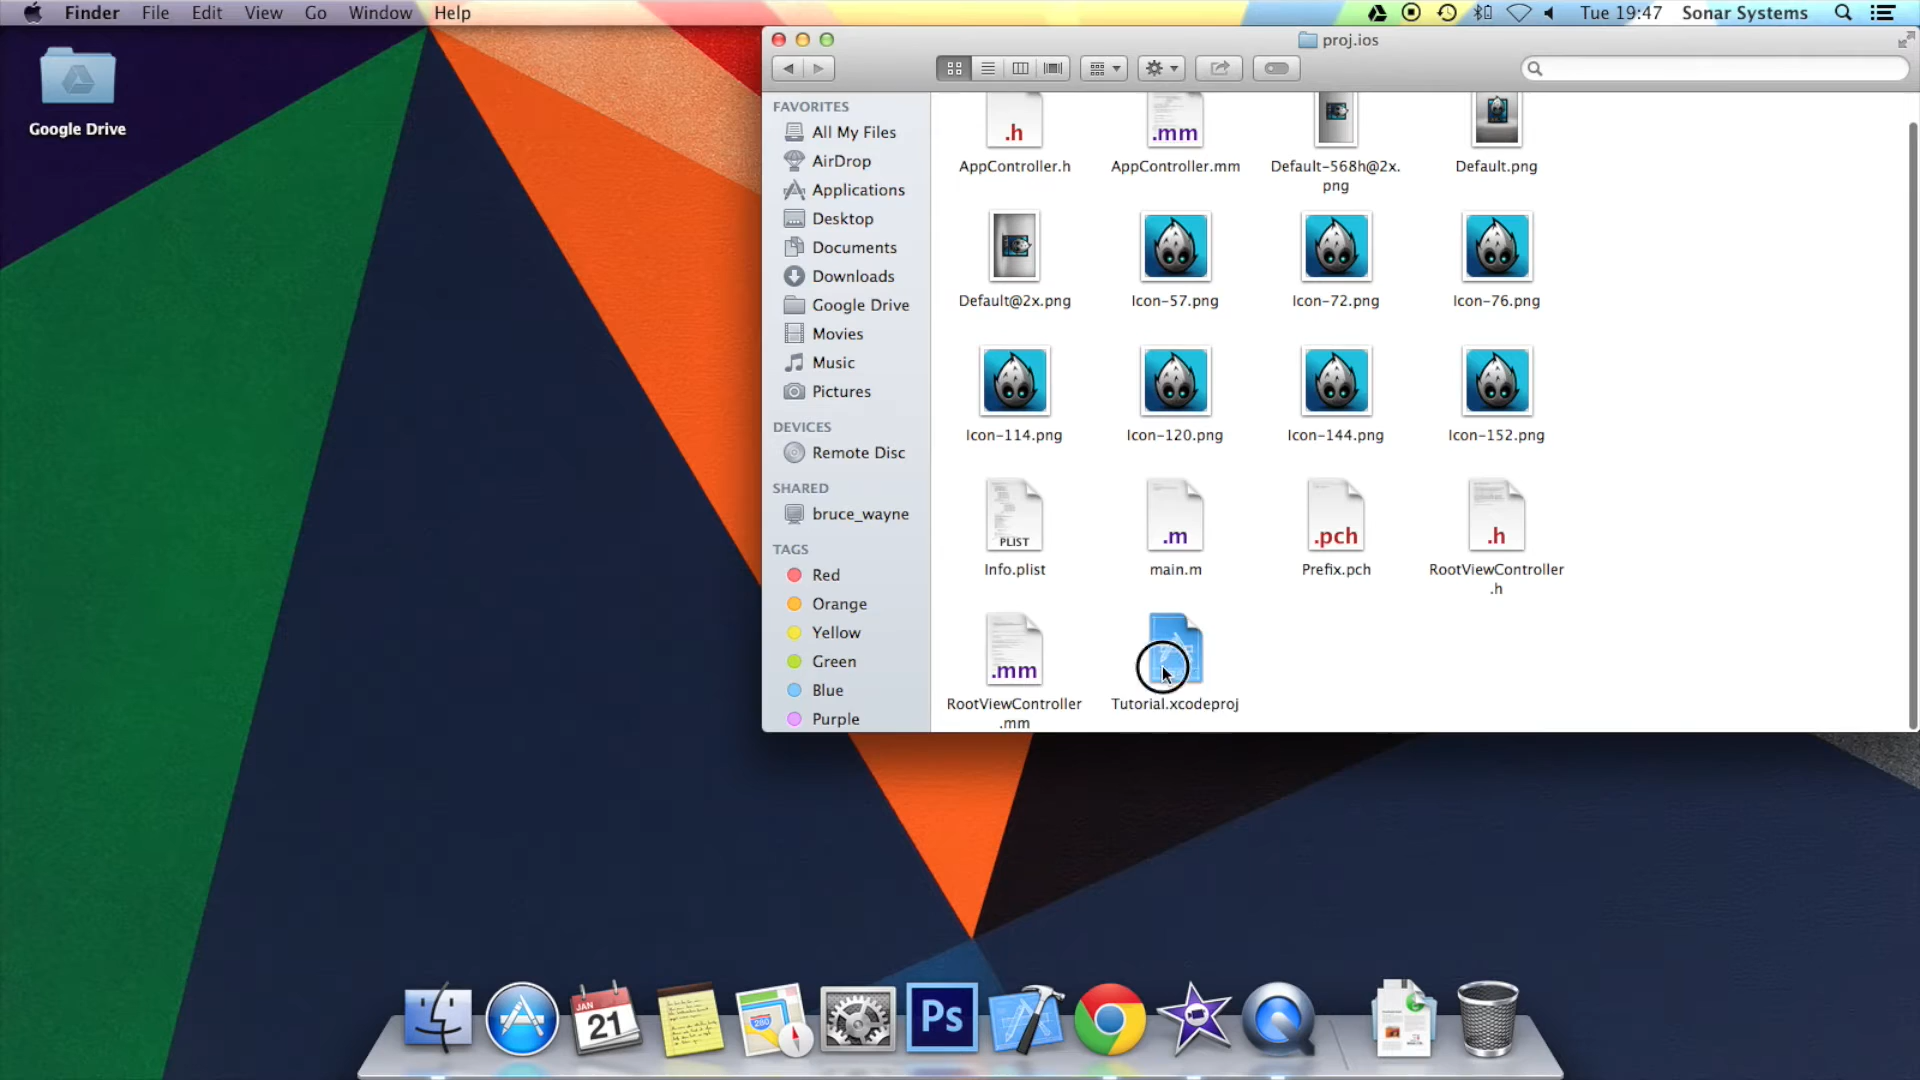 Finder File Edit View Go Window Help
Tue 19:47 Sonar Systems
Google Drive
proj.ios
FAVORITES
All My Files
AirDrop
Applications
Desktop
Documents
Downloads
Google Drive
Movies
Music
Pictures
DEVICES
Remote Disc
SHARED
bruce_wayne
TAGS
Red
Orange
Yellow
Green
Blue
Purple
.h
.mm
AppController.h
AppController.mm
Default-568h@2x.
png
Default.png
Default@2x.png
Icon-57.png
Icon-72.png
Icon-76.png
Icon-114.png
Icon-120.png
Icon-144.png
Icon-152.png
PLIST
.m
.pch
.h
Info.plist
main.m
Prefix.pch
RootViewController
.h
.mm
RootViewController
.mm
Tutorial.xcodeproj
JAN
21
280
Ps